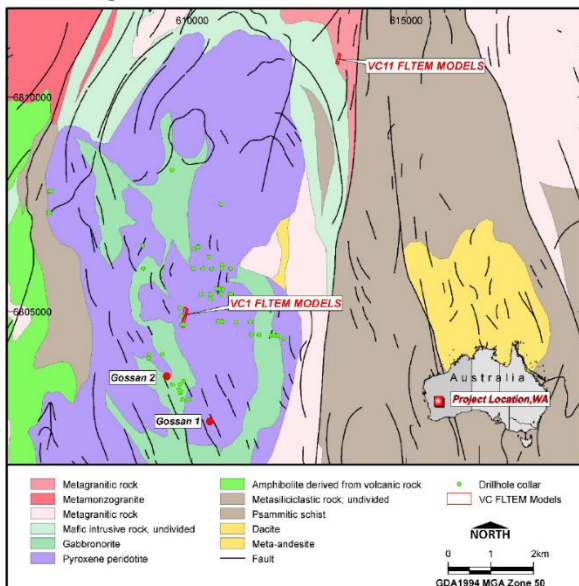 610000
615000
VC11 FLTEM MODELS
6810000
6810000
6805000
VC1 FLTEM MODELS
6805000
Gossan 2
Gossan 1
Australia
Project Location,WA
Metagranitic rock
Metamonzogranite
Metagranitic rock
Mafic intrusive rock, undivided
Gabbronorite
Pyroxene peridotite
Amphibolite derived from volcanic rock
Metasiliciclastic rock; undivided
Psammitic schist
Dacite
Meta-andesite
Fault
Drillhole collar
VC FLTEM Models
NORTH
0 1 2km
GDA1994 MGA Zone 50